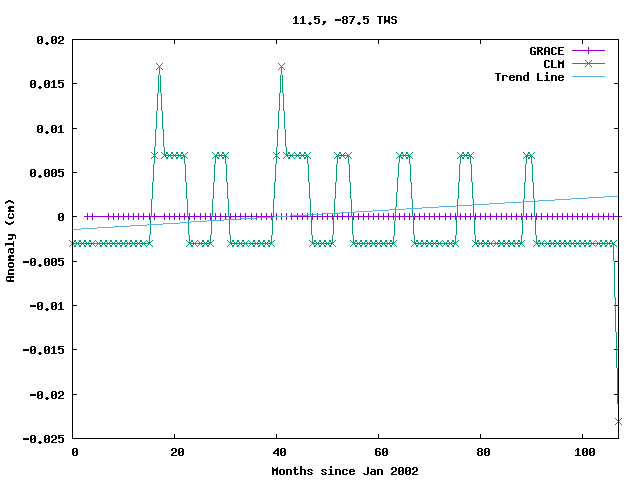 11.5, -87.5 TWS
GRACE
CLM
Trend Line
0.02
0.015
0.01
0.005
0
-0.005
-0.01
-0.015
-0.02
-0.025
Anomaly (cm)
0 20 40 60 80 100
Months since Jan 2002